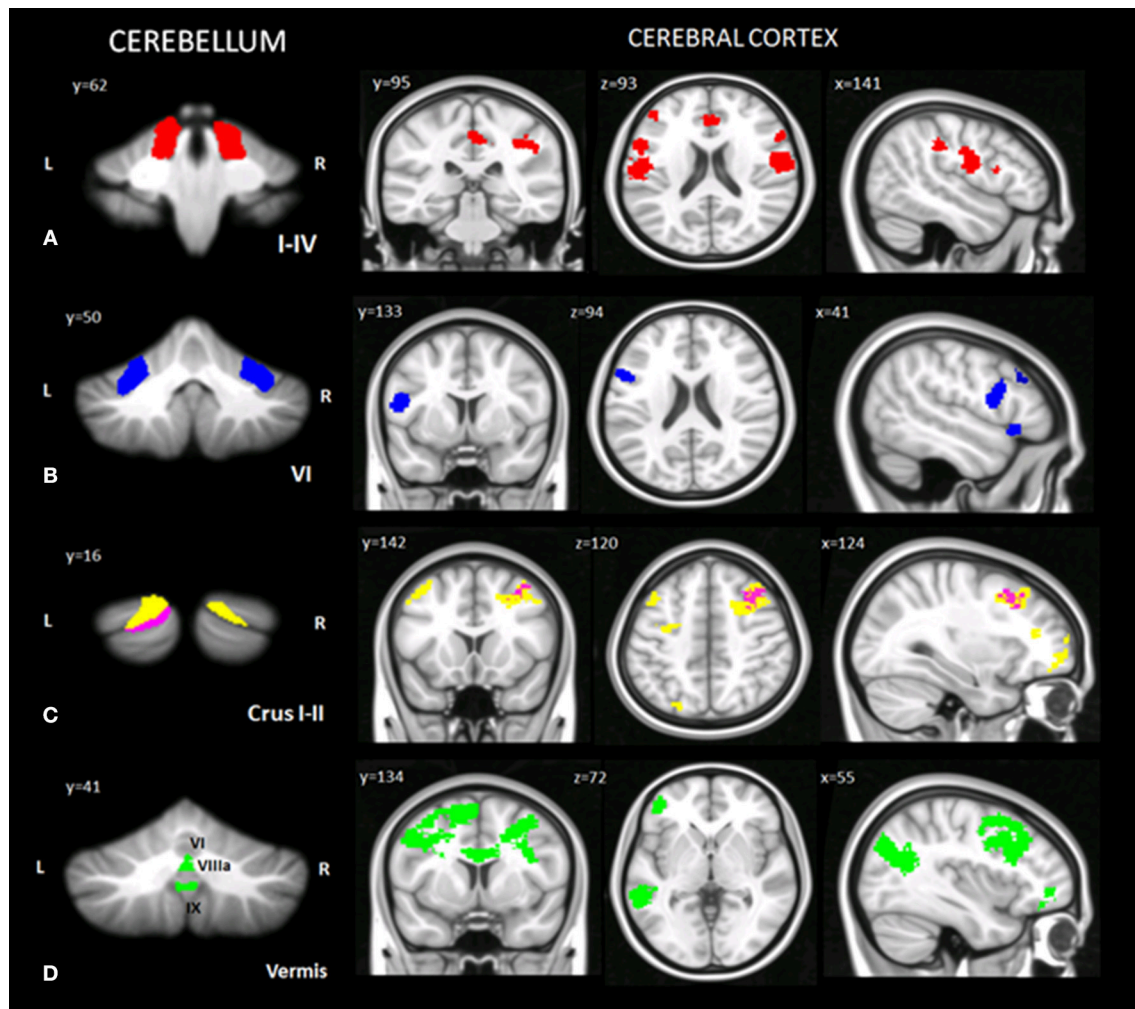 CEREBELLUM
CEREBRAL CORTEX
y=62
y=95
z=93
x=141
L
R
A
I-IV
y=50
y=133
z=94
x=41
L
R
B
VI
y=16
y=142
z=120
x=124
L
R
C
Crus I-II
y=41
y=134
z=72
x=55
VI
L
VIIIa
R
IX
D
Vermis